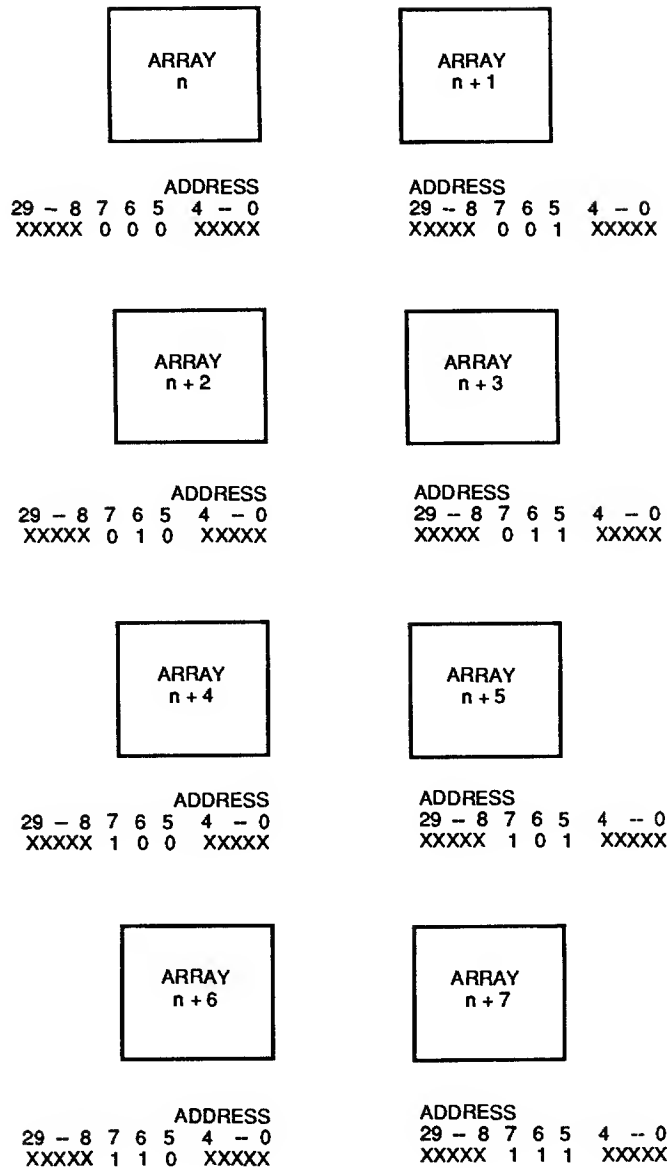 ARRAY
n
ARRAY
n + 1
ADDRESS
29 – 8 7 6 5 4 – 0
XXXXX 0 0 0 XXXXX
ADDRESS
29 – 8 7 6 5 4 – 0
XXXXX 0 0 1 XXXXX
ARRAY
n + 2
ARRAY
n + 3
ADDRESS
29 – 8 7 6 5 4 – 0
XXXXX 0 1 0 XXXXX
ADDRESS
29 – 8 7 6 5 4 – 0
XXXXX 0 1 1 XXXXX
ARRAY
n + 4
ARRAY
n + 5
ADDRESS
29 – 8 7 6 5 4 – 0
XXXXX 1 0 0 XXXXX
ADDRESS
29 – 8 7 6 5 4 -- 0
XXXXX 1 0 1 XXXXX
ARRAY
n + 6
ARRAY
n + 7
ADDRESS
29 – 8 7 6 5 4 – 0
XXXXX 1 1 0 XXXXX
ADDRESS
29 – 8 7 6 5 4 -- 0
XXXXX 1 1 1 XXXXX